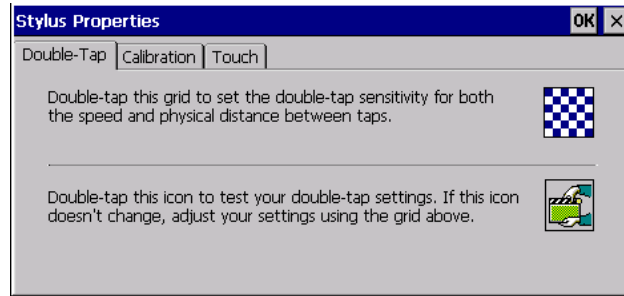 Stylus Properties OK ×
Double-Tap Calibration Touch
Double-tap this grid to set the double-tap sensitivity for both
the speed and physical distance between taps.
Double-tap this icon to test your double-tap settings. If this icon
doesn't change, adjust your settings using the grid above.